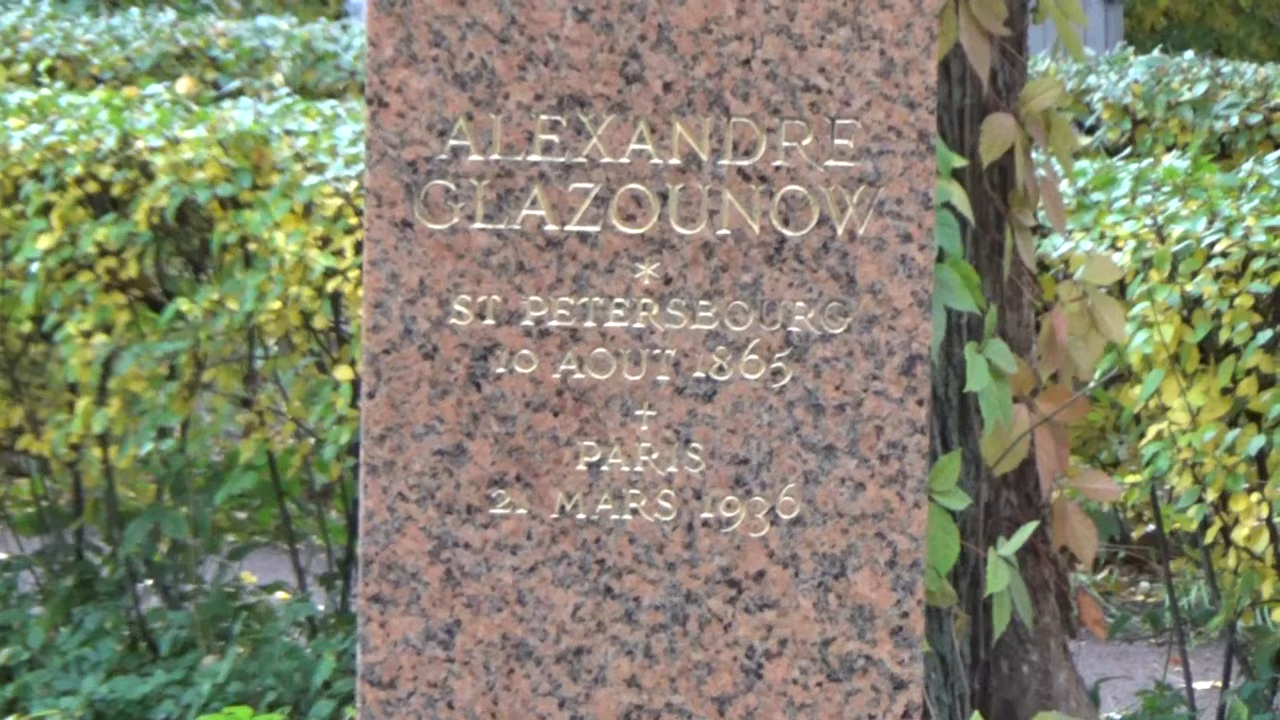 ALEXANDRE
GLAZOUNOW
*
ST PETERSBOURG
10 AOUT 1865
†
PARIS
21 MARS 1936